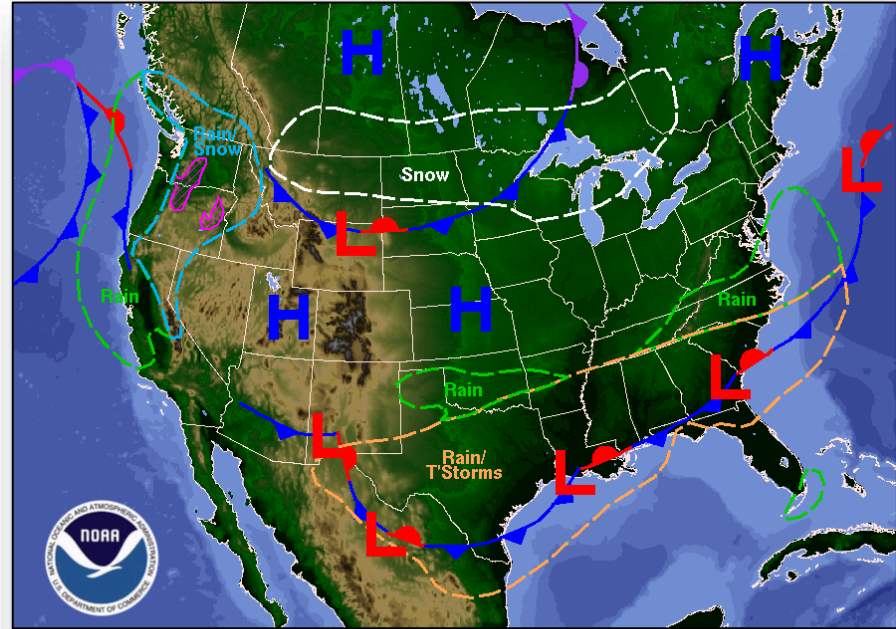 H
H
L
Rain/
Snow
Snow
L
H
H
Rain
Rain
Rain
L
L
Rain/
T'Storms
L
L
NATIONAL OCEANIC AND ATMOSPHERIC ADMINISTRATION
NOAA
U.S. DEPARTMENT OF COMMERCE